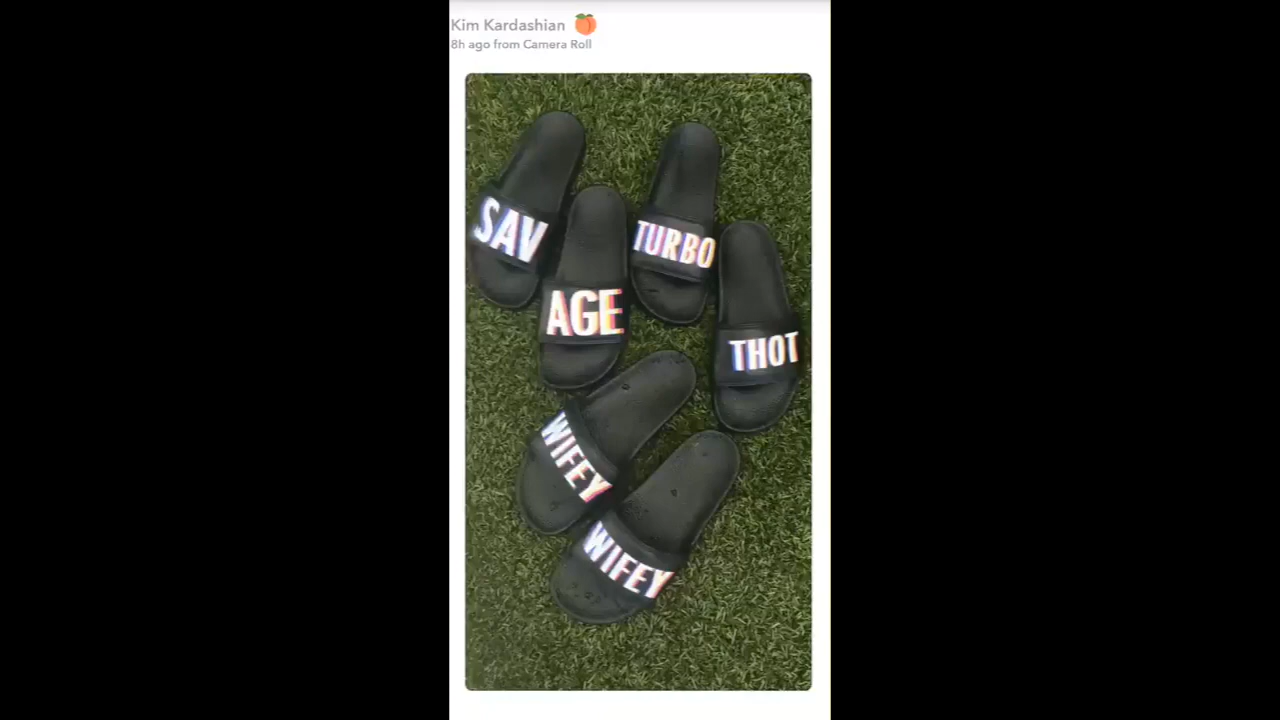 Kim Kardashian 🍑
8h ago from Camera Roll
SAV
TURBO
AGE
THOT
WIFEY
WIFEY